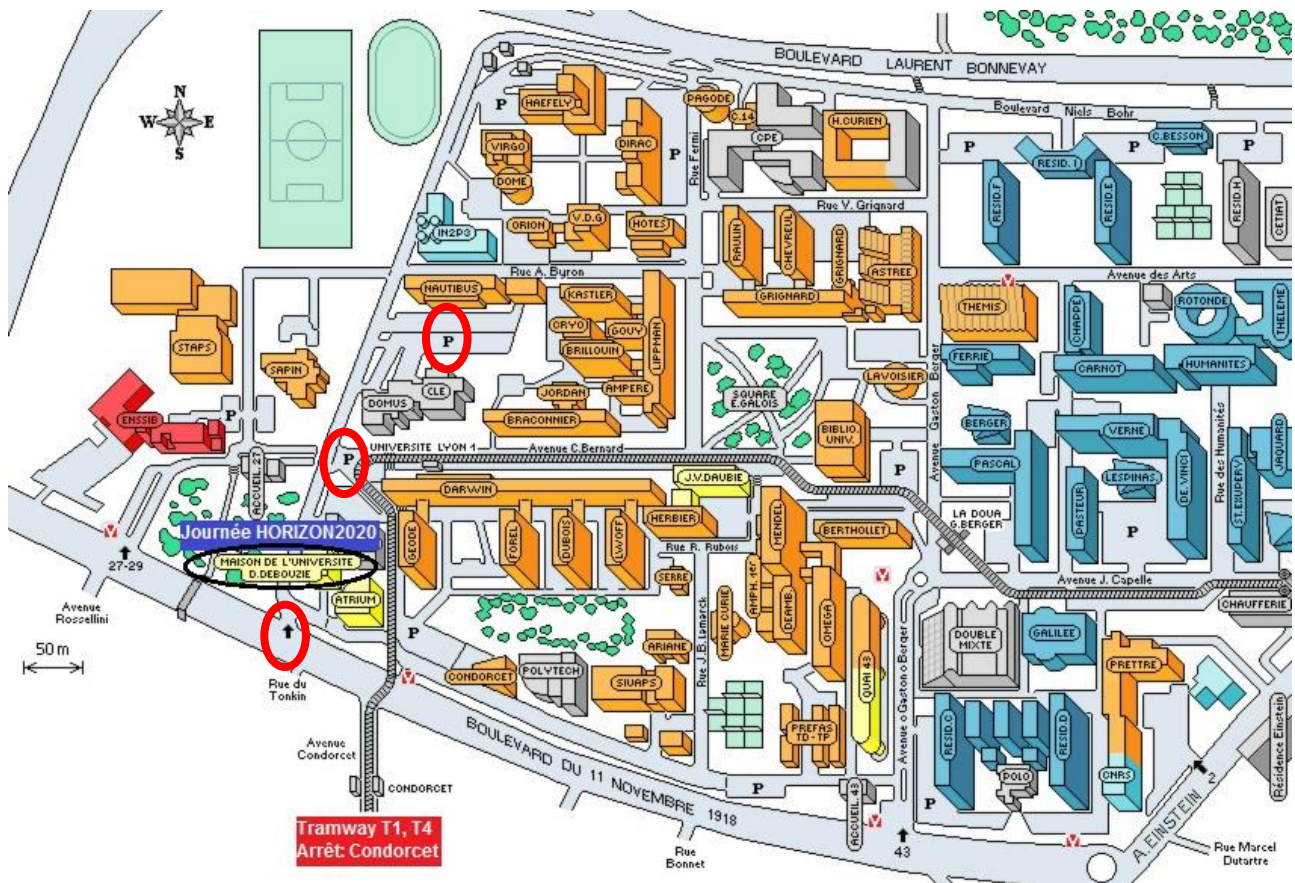 BOULEVARD LAURENT BONNEVAY
Boulevard Niels Bohr
N
W E
S
P
HAEFELY
PAGODE
C.14
CPE
H.CURIEN
C.BESSON
VIRGO
DIRAC
P
Rue Fermi
P
RESID.I
P
DOME
RESID.F
RESID.E
RESID.H
CETIAT
Rue V. Grignard
IN2P3
ORION
V.D.G
HOTES
RAULIN
CHEVREUL
GRIGNARD
ASTREE
Rue A. Byron
Avenue des Arts
NAUTIBUS
KASTLER
GRIGNARD
THEMIS
CHAPPE
ROTONDE
THELEME
STAPS
P
CRYO
GOUY
LIPPMAN
BRILLOUIN
FERRIE
CARNOT
HUMANITES
SAPIN
DOMUS
CLE
JORDAN
AMPERE
SQUARE
E.GALOIS
LAVOISIER
Avenue Gaston Berger
ENSSIB
P
BRACONNIER
BIBLIO.
UNIV.
BERGER
VERNE
Rue des Humanités
UNIVERSITE LYON 1
Avenue C.Bernard
P
P
PASCAL
LESPINAS.
DE.VINCI
ST.EXUPERY
JAQUARD
ACCUEIL.27
DARWIN
J.V.DAUBIE
PASTEUR
P
Journée HORIZON2020
GEODE
FOREL
DUBOIS
LWOFF
HERBIER
MENDEL
BERTHOLLET
LA DOUA
G.BERGER
27-29
MAISON DE L'UNIVERSITE
D.DEBOUZIE
Rue R. Rubois
Avenue J. Capelle
ATRIUM
SERRE
AMPH. 1er
DEAMB.
OMEGA
CHAUFFERIE
Avenue
Rossellini
MARIE CURIE
Rue J.B.Lamarck
P
DOUBLE
MIXTE
GALILEE
50 m
ARIANE
PRETTRE
Rue du
Tonkin
CONDORCET
POLYTECH
SIUAPS
QUAI 43
Avenue o Gaston o Berger
PREFAS
TD - TP
RESID.C
RESID.D
Résidence Einstein
Avenue
Condorcet
BOULEVARD DU 11 NOVEMBRE 1918
POLO
CNRS
2
CONDORCET
P
P
ACCUEIL.43
A.EINSTEIN
Tramway T1, T4
Arrêt: Condorcet
Rue
Bonnet
43
Rue Marcel
Dutartre